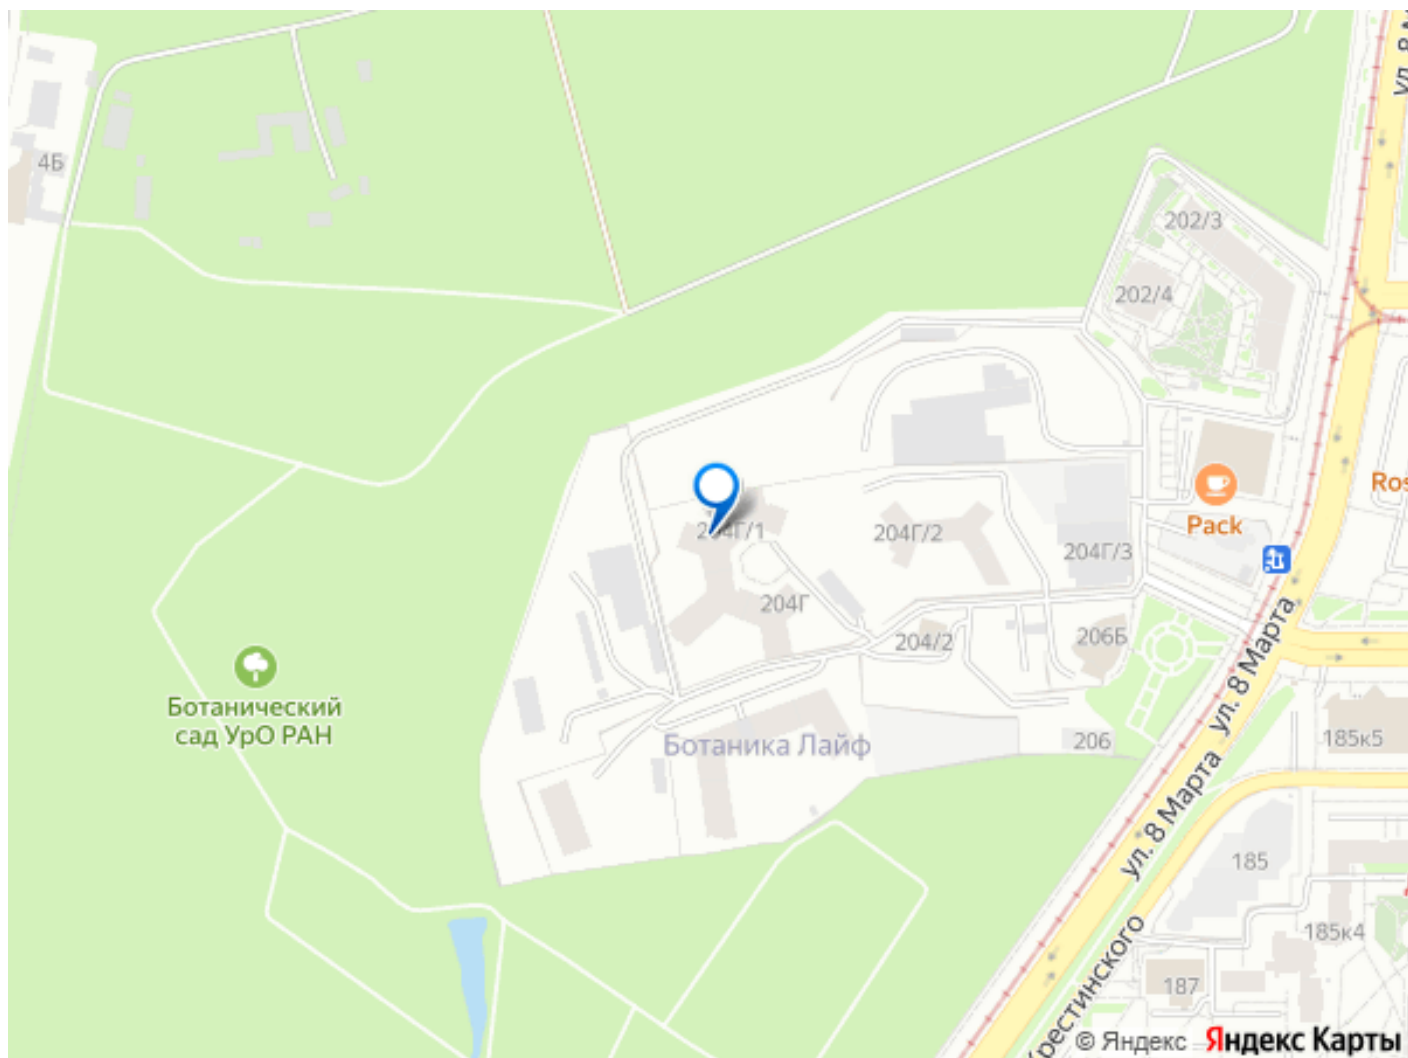 ул. 8 М
4Б
202/3
202/4
Ros
Pack
204Г/1
204Г/2
204Г/3
204Г
204/2
206Б
ул. 8 Марта
Ботанический
сад УрО РАН
Ботаника Лайф
206
185к5
ул. 8 Марта
185
185к4
187
Крестинского
© Яндекс Яндекс Карты